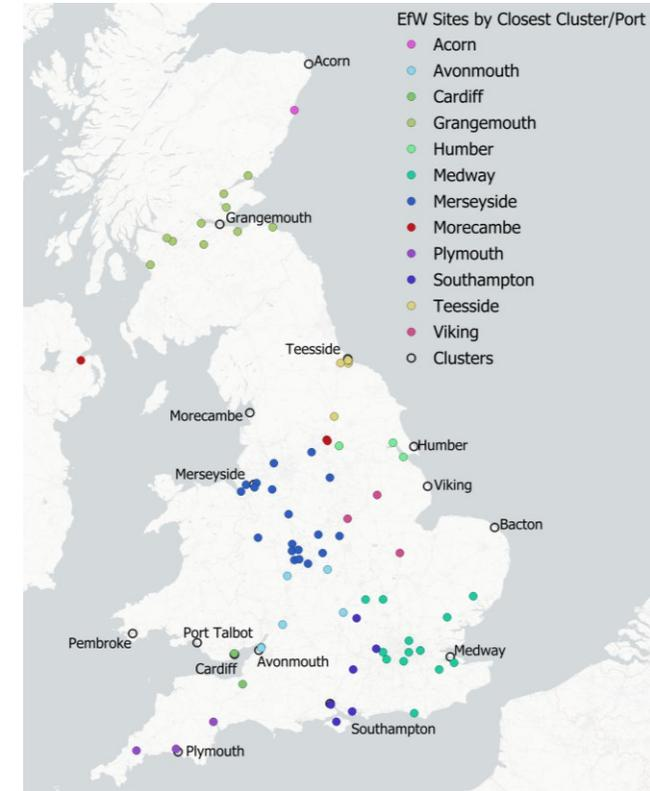 EfW Sites by Closest Cluster/Port
Acorn
Avonmouth
Cardiff
Grangemouth
Humber
Medway
Merseyside
Morecambe
Plymouth
Southampton
Teesside
Viking
Clusters
Acorn
Grangemouth
Teesside
Morecambe
Humber
Merseyside
Viking
Bacton
Pembroke
Port Talbot
Cardiff
Avonmouth
Medway
Southampton
Plymouth